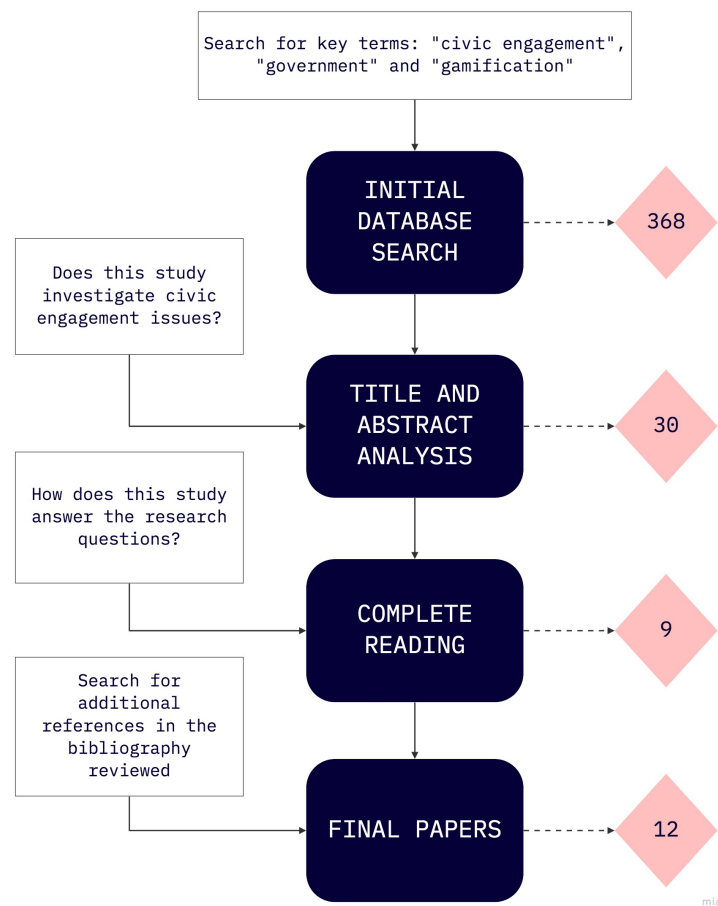 Search for key terms: "civic engagement",
"government" and "gamification"
INITIAL
DATABASE
SEARCH
368
Does this study
investigate civic
engagement issues?
TITLE AND
ABSTRACT
ANALYSIS
30
How does this study
answer the research
questions?
COMPLETE
READING
9
Search for
additional
references in the
bibliography
reviewed
FINAL PAPERS
12